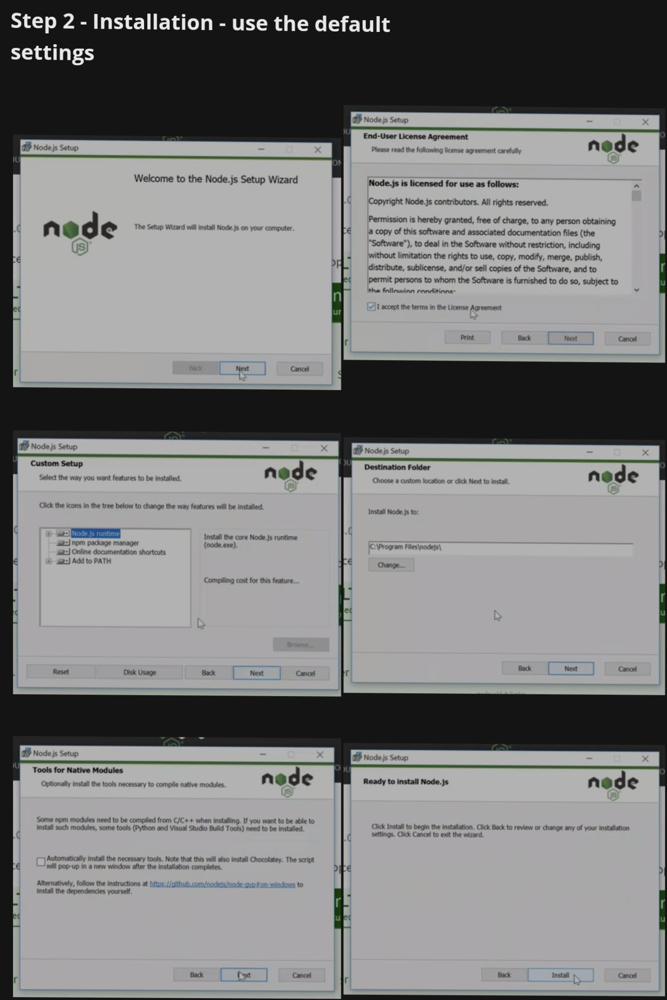 Step 2 - Installation - use the default
settings
Node.js Setup
Welcome to the Node.js Setup Wizard
node
JS
The Setup Wizard will install Node.js on your computer.
Back
Next
Cancel
Node.js Setup
End-User License Agreement
Please read the following license agreement carefully
node
JS
Node.js is licensed for use as follows:
Copyright Node.js contributors. All rights reserved.
Permission is hereby granted, free of charge, to any person obtaining
a copy of this software and associated documentation files (the
"Software"), to deal in the Software without restriction, including
without limitation the rights to use, copy, modify, merge, publish,
distribute, sublicense, and/or sell copies of the Software, and to
permit persons to whom the Software is furnished to do so, subject to
the following conditions:
I accept the terms in the License Agreement
Print
Back
Next
Cancel
Node.js Setup
Custom Setup
Select the way you want features to be installed.
node
JS
Click the icons in the tree below to change the way features will be installed.
Node.js runtime
npm package manager
Online documentation shortcuts
Add to PATH
Install the core Node.js runtime
(node.exe).
Compiling cost for this feature...
Browse...
Reset
Disk Usage
Back
Next
Cancel
Node.js Setup
Destination Folder
Choose a custom location or click Next to install.
node
JS
Install Node.js to:
C:\Program Files\nodejs\
Change...
Back
Next
Cancel
Node.js Setup
Tools for Native Modules
Optionally install the tools necessary to compile native modules.
node
JS
Some npm modules need to be compiled from C/C++ when installing. If you want to be able to
install such modules, some tools (Python and Visual Studio Build Tools) need to be installed.
Automatically install the necessary tools. Note that this will also install Chocolatey. The script
will pop-up in a new window after the installation completes.
Alternatively, follow the instructions at https://github.com/nodejs/node-gyp#on-windows to
install the dependencies yourself.
Back
Next
Cancel
Node.js Setup
Ready to install Node.js
node
JS
Click Install to begin the installation. Click Back to review or change any of your installation
settings. Click Cancel to exit the wizard.
Back
Install
Cancel